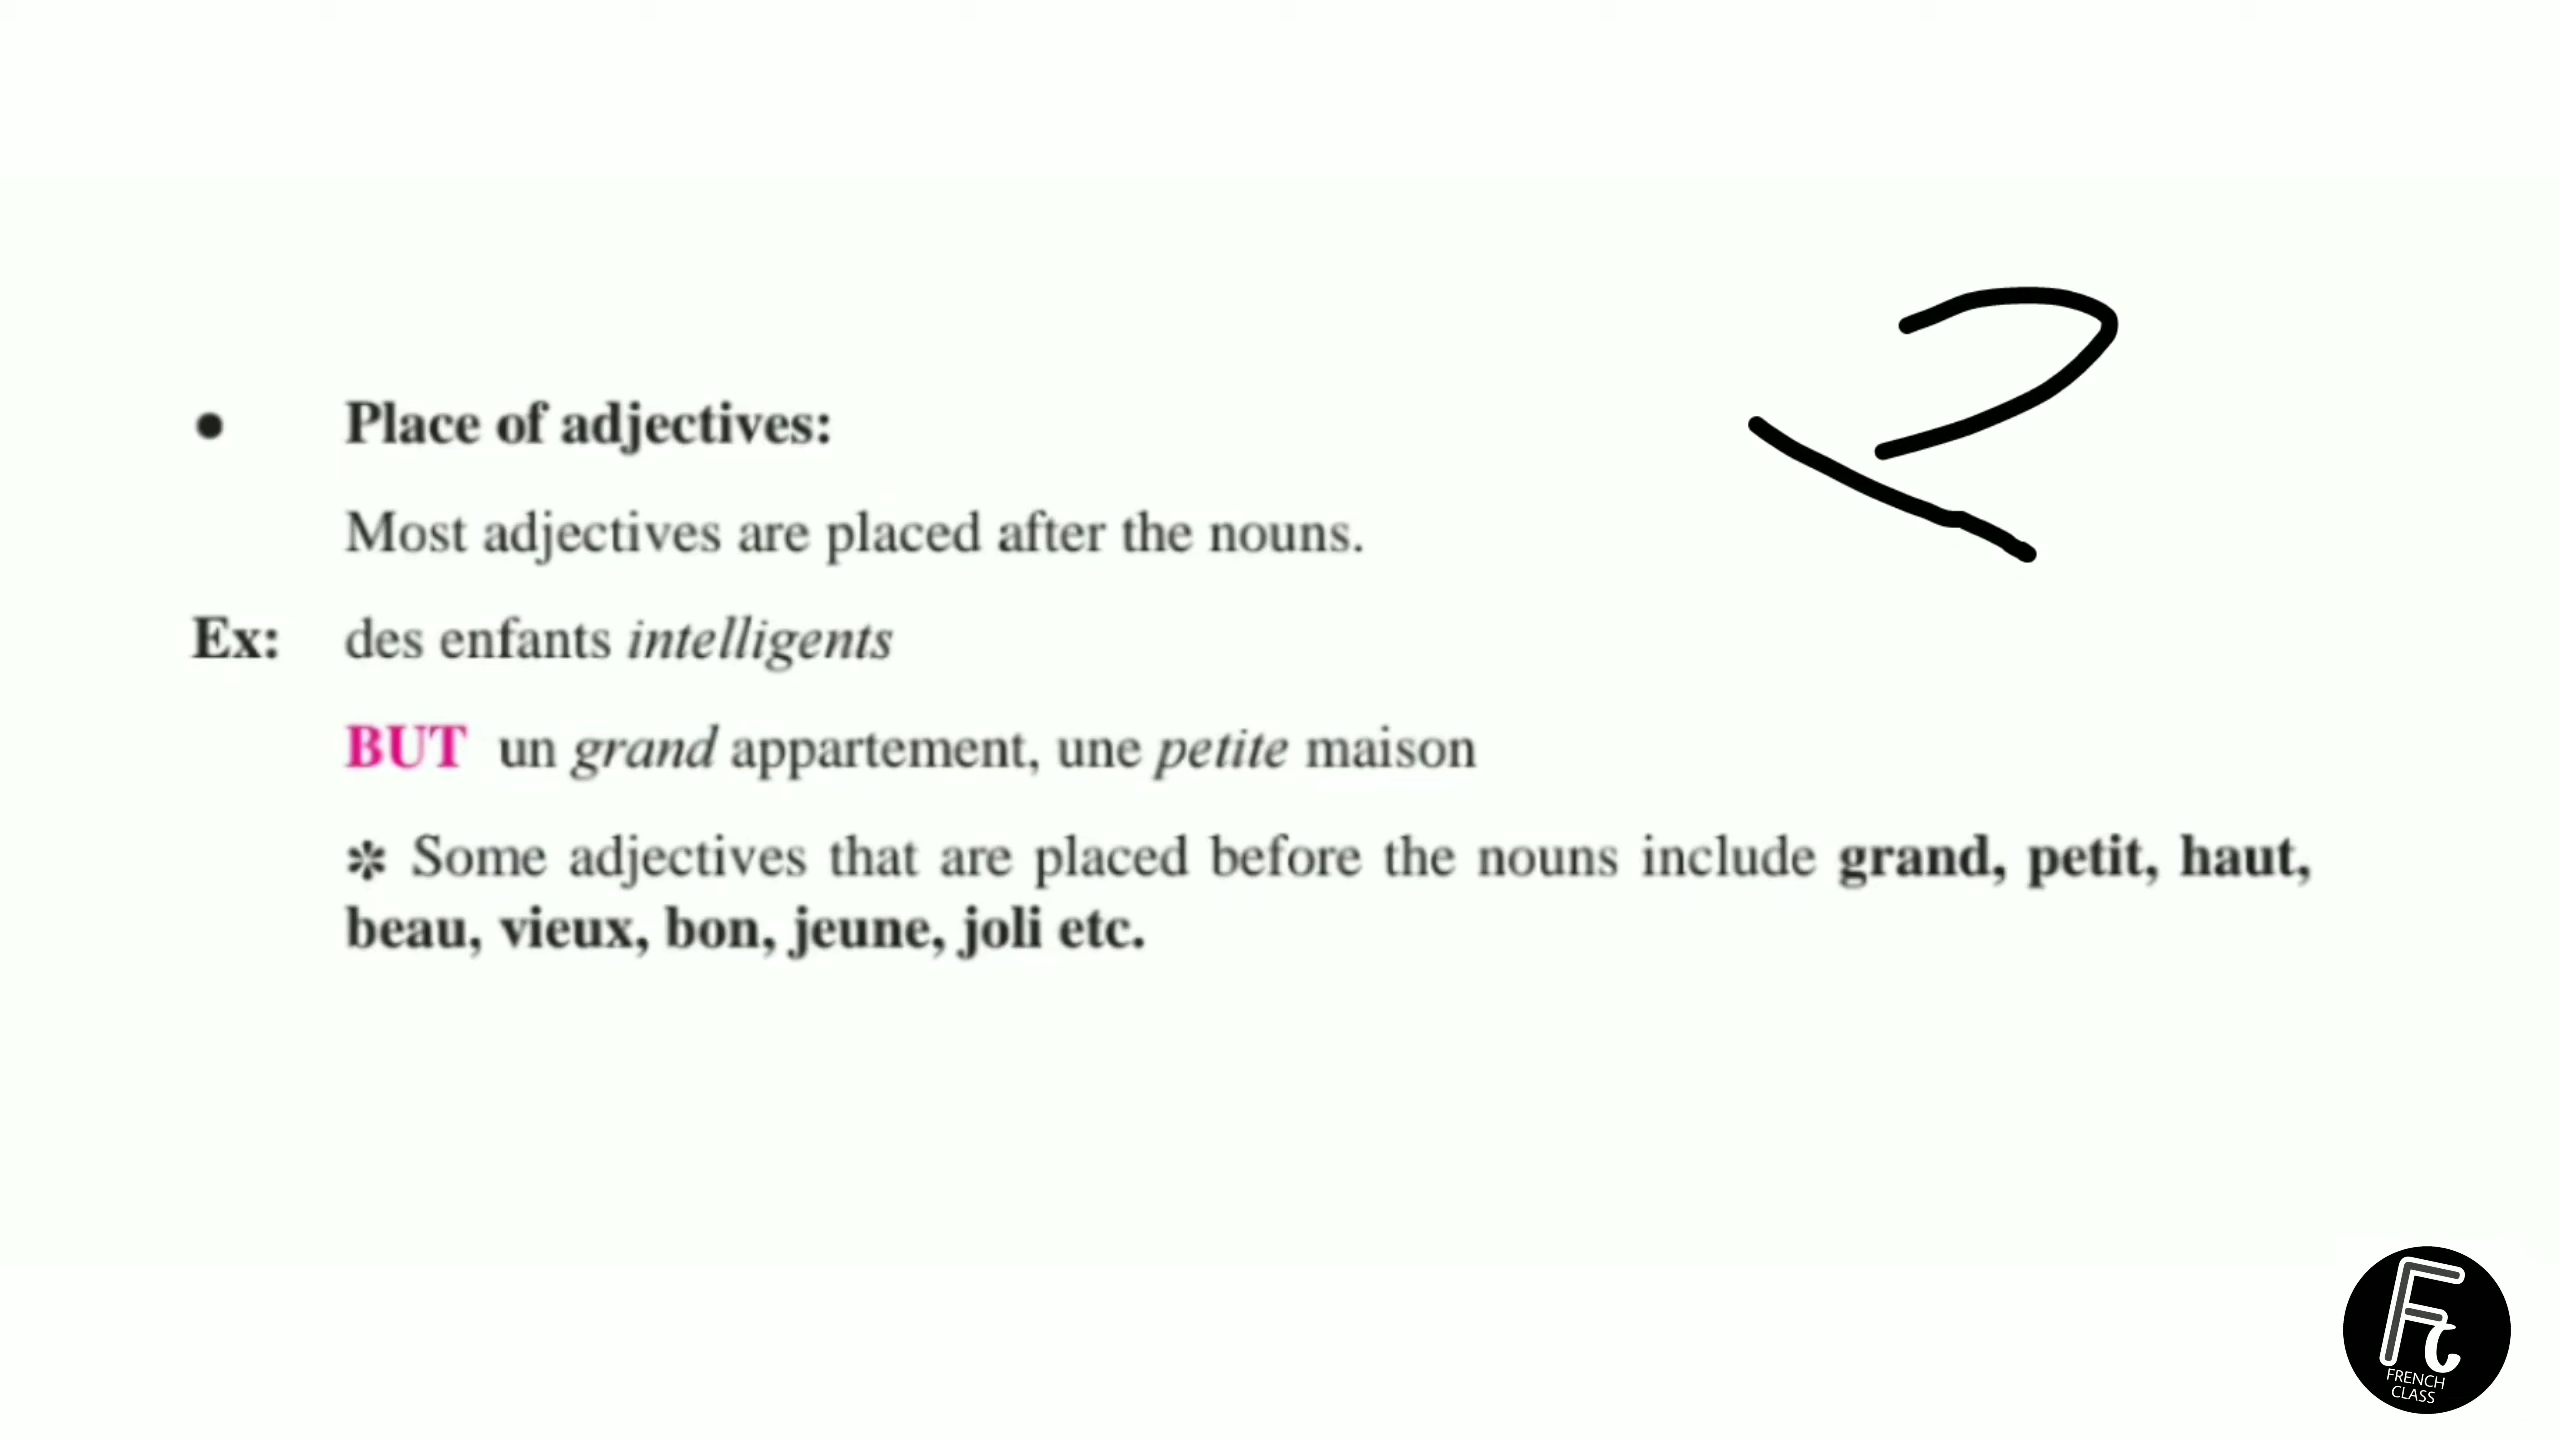 ● Place of adjectives:
Most adjectives are placed after the nouns.
Ex: des enfants intelligents
BUT un grand appartement, une petite maison
✼ Some adjectives that are placed before the nouns include grand, petit, haut,
beau, vieux, bon, jeune, joli etc.
FRENCH
CLASS